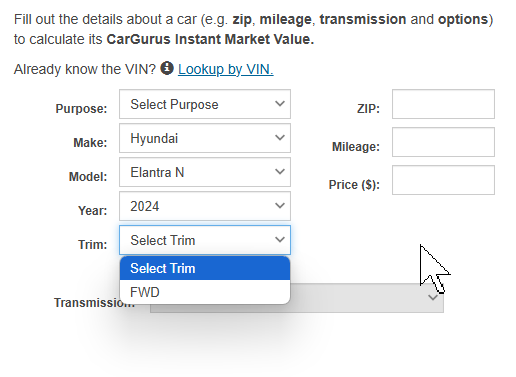 Fill out the details about a car (e.g. zip, mileage, transmission and options)
to calculate its CarGurus Instant Market Value.
Already know the VIN? Lookup by VIN.
Purpose: Select Purpose
ZIP:
Make: Hyundai
Mileage:
Model: Elantra N
Price ($):
Year: 2024
Trim: Select Trim
Select Trim
FWD